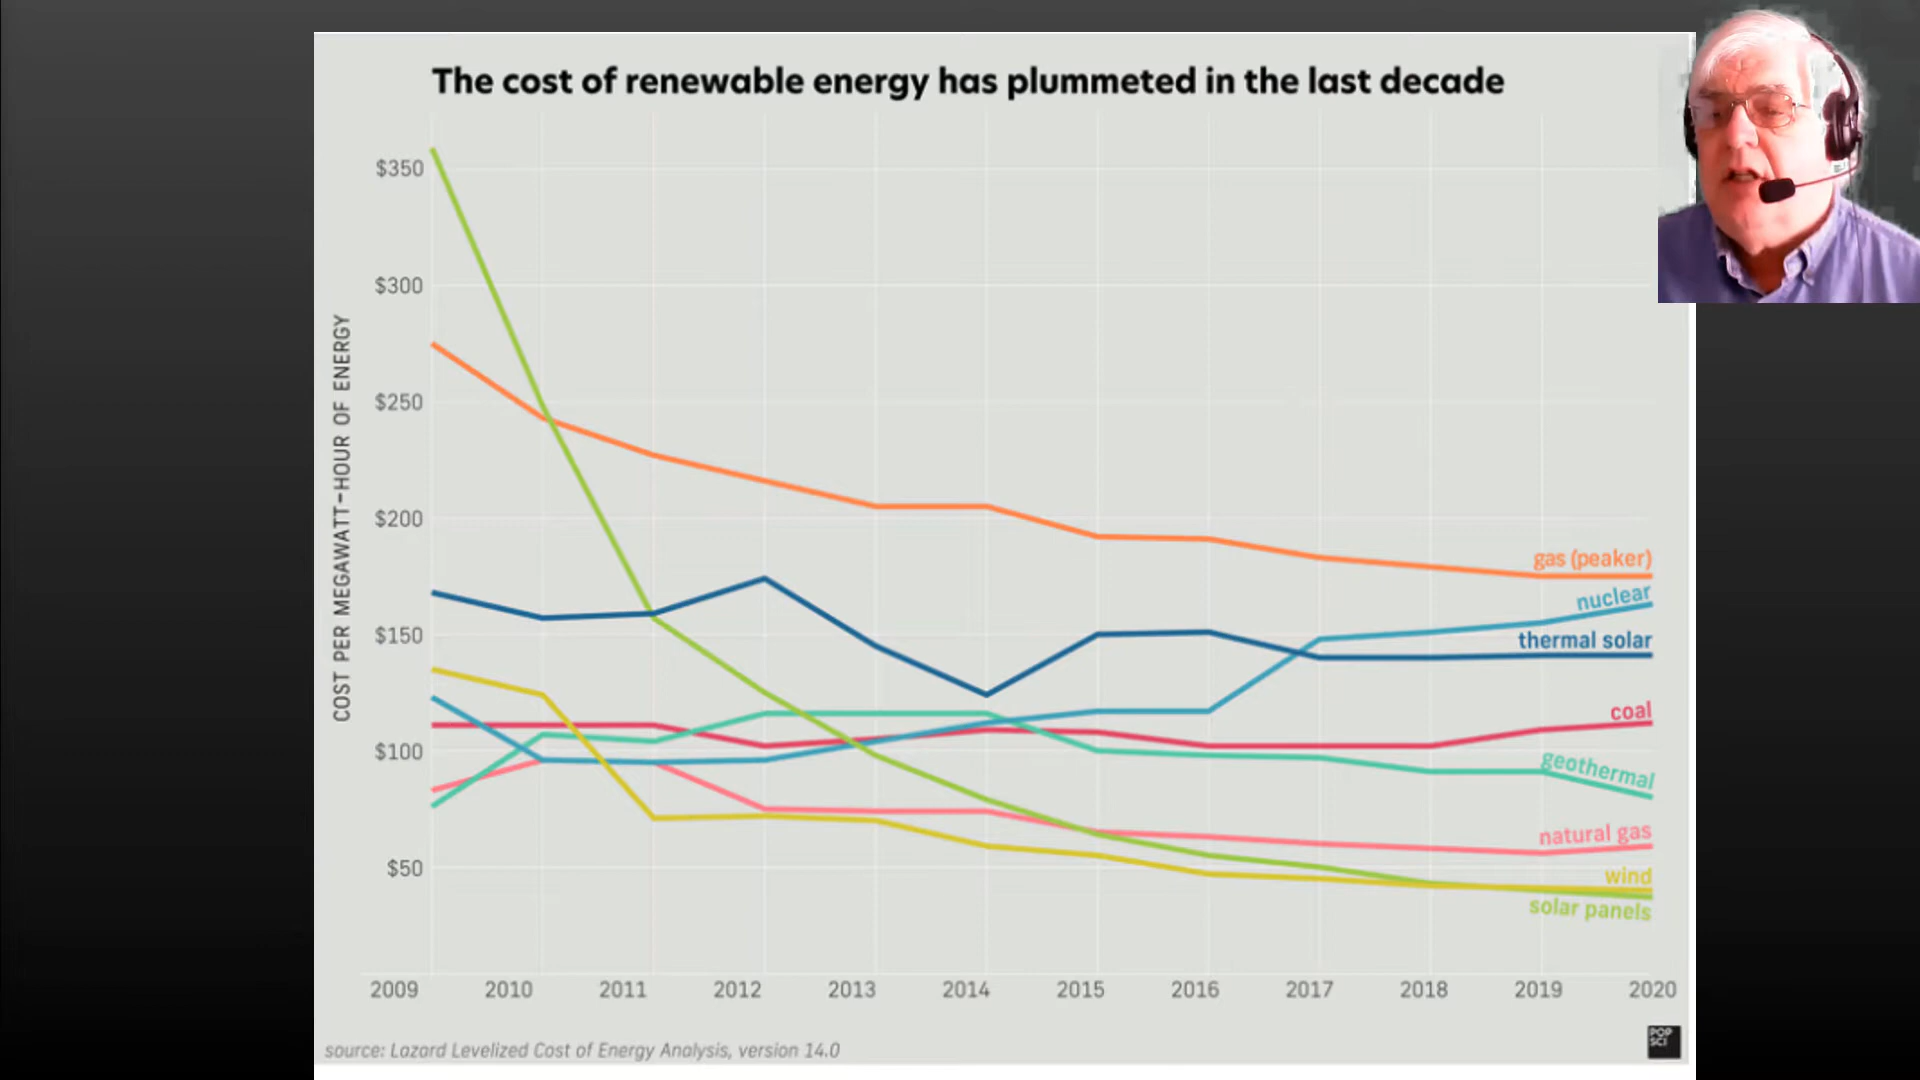 The cost of renewable energy has plummeted in the last decade
COST PER MEGAWATT-HOUR OF ENERGY
$350
$300
$250
$200
$150
$100
$50
gas (peaker)
nuclear
thermal solar
coal
geothermal
natural gas
wind
solar panels
2009 2010 2011 2012 2013 2014 2015 2016 2017 2018 2019 2020
source: Lazard Levelized Cost of Energy Analysis, version 14.0
POP
SCI